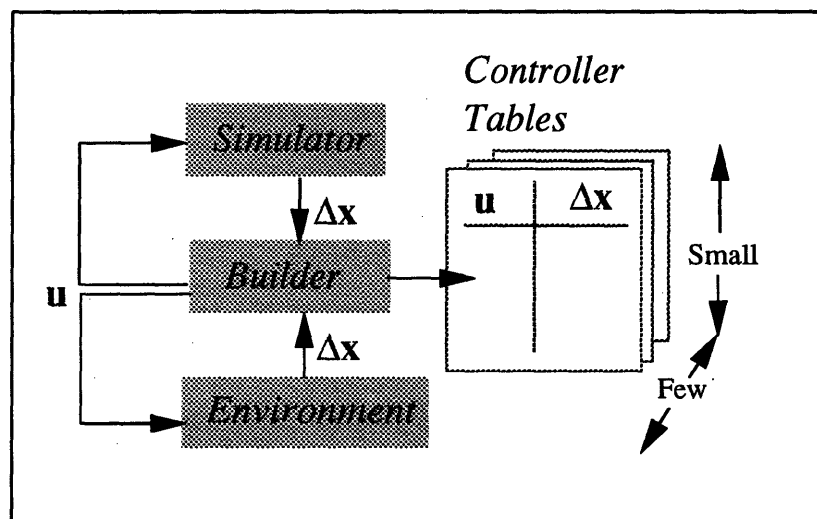 Controller
Tables
Simulator
Δx
u
Δx
Builder
Small
u
Δx
Few
Environment